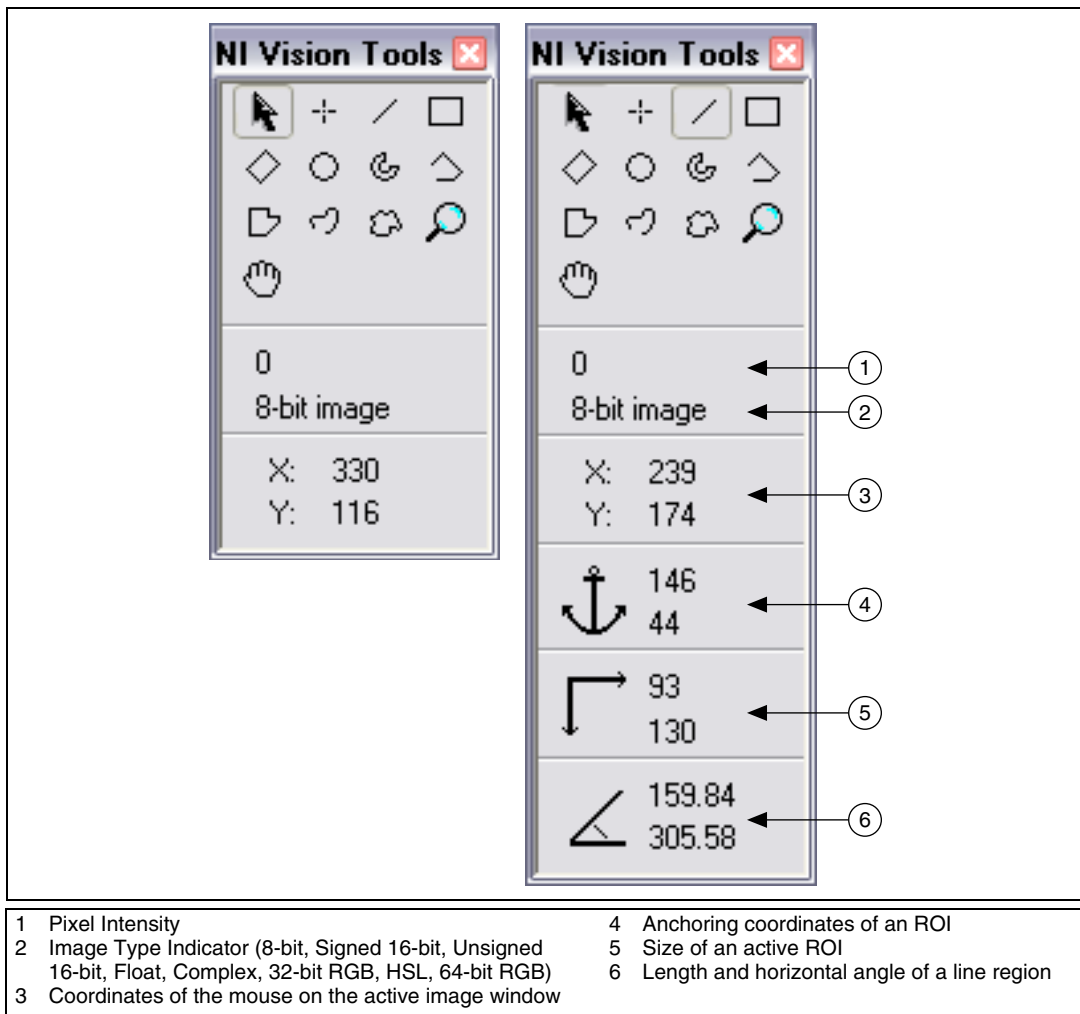 NI Vision Tools
0
8-bit image
X: 330
Y: 116
NI Vision Tools
0
8-bit image
X: 239
Y: 174
146
44
93
130
159.84
305.58
1
2
3
4
5
6
1 Pixel Intensity
2 Image Type Indicator (8-bit, Signed 16-bit, Unsigned
16-bit, Float, Complex, 32-bit RGB, HSL, 64-bit RGB)
3 Coordinates of the mouse on the active image window
4 Anchoring coordinates of an ROI
5 Size of an active ROI
6 Length and horizontal angle of a line region